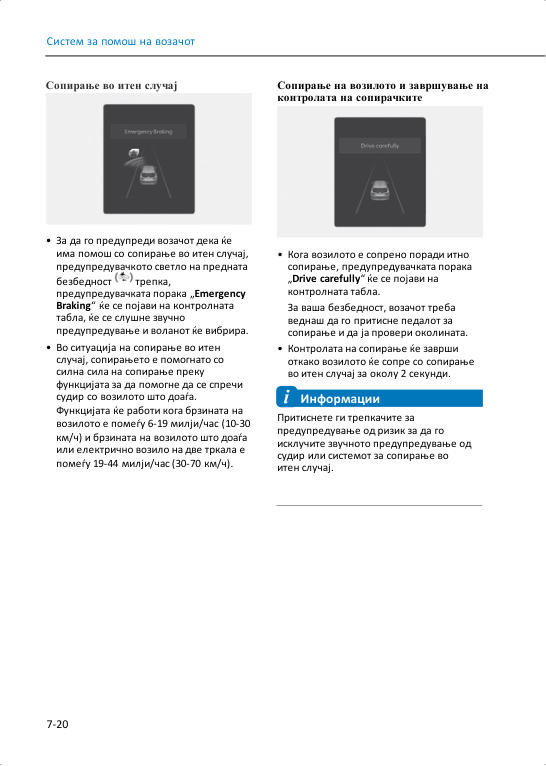 Систем за помош на возачот
Сопирање во итен случај
Emergency Braking
• За да го предупреди возачот дека ќе
има помош со сопирање во итен случај,
предупредувачкото светло на предната
безбедност трепка,
предупредувачката порака „Emergency
Braking“ ќе се појави на контролната
табла, ќе се слушне звучно
предупредување и воланот ќе вибрира.
• Во ситуација на сопирање во итен
случај, сопирањето е помогнато со
силна сила на сопирање преку
функцијата за да помогне да се спречи
судир со возилото што доаѓа.
Функцијата ќе работи кога брзината на
возилото е помеѓу 6-19 милји/час (10-30
км/ч) и брзината на возилото што доаѓа
или електрично возило на две тркала е
помеѓу 19-44 милји/час (30-70 км/ч).
Сопирање на возилото и завршување на
контролата на сопирачките
Drive carefully
• Кога возилото е сопрено поради итно
сопирање, предупредувачката порака
„Drive carefully“ ќе се појави на
контролната табла.
За ваша безбедност, возачот треба
веднаш да го притисне педалот за
сопирање и да ја провери околината.
• Контролата на сопирање ќе заврши
откако возилото ќе сопре со сопирање
во итен случај за околу 2 секунди.
i Информации
Притиснете ги трепкачите за
предупредување од ризик за да го
исклучите звучното предупредување од
судир или системот за сопирање во
итен случај.
7-20